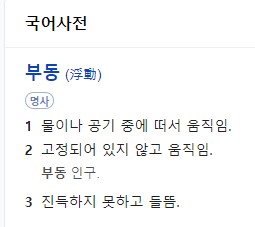 국어사전
부동 (浮動)
명사
1 물이나 공기 중에 떠서 움직임.
2 고정되어 있지 않고 움직임.
부동 인구.
3 진득하지 못하고 들뜸.